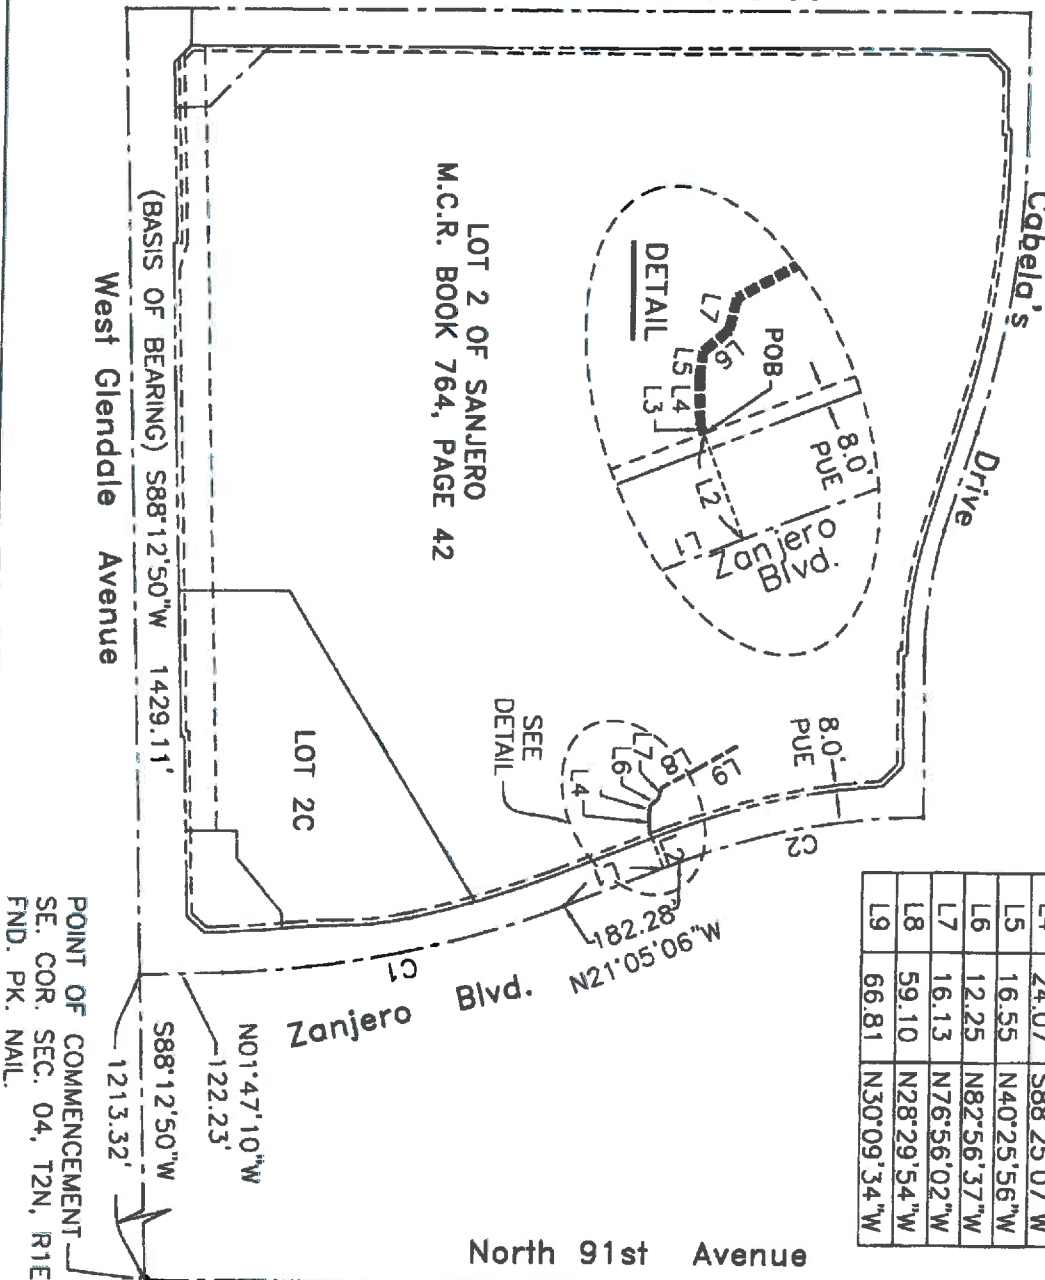 Cabela's
Drive
DETAIL
L7
L6
POB
L5
L4
L3
8.0'
PUE
L2
L1
Zanjero
Blvd.
LOT 2 OF SANJERO
M.C.R. BOOK 764, PAGE 42
8.0'
PUE
SEE
DETAIL
L9
L8
L7
L6
L4
L2
L1
C2
LOT 2C
182.28'
N21°05'06"W
C1
Zanjero Blvd.
(BASIS OF BEARING) S88°12'50"W 1429.11'
West Glendale Avenue
N01°47'10"W
122.23'
S88°12'50"W
1213.32'
POINT OF COMMENCEMENT
SE. COR. SEC. 04, T2N, R1E
FND. PK. NAIL.
North 91st Avenue
L5 16.55 N40°25'56"W
L6 12.25 N82°56'37"W
L7 16.13 N76°56'02"W
L8 59.10 N28°29'54"W
L9 66.81 N30°09'34"W